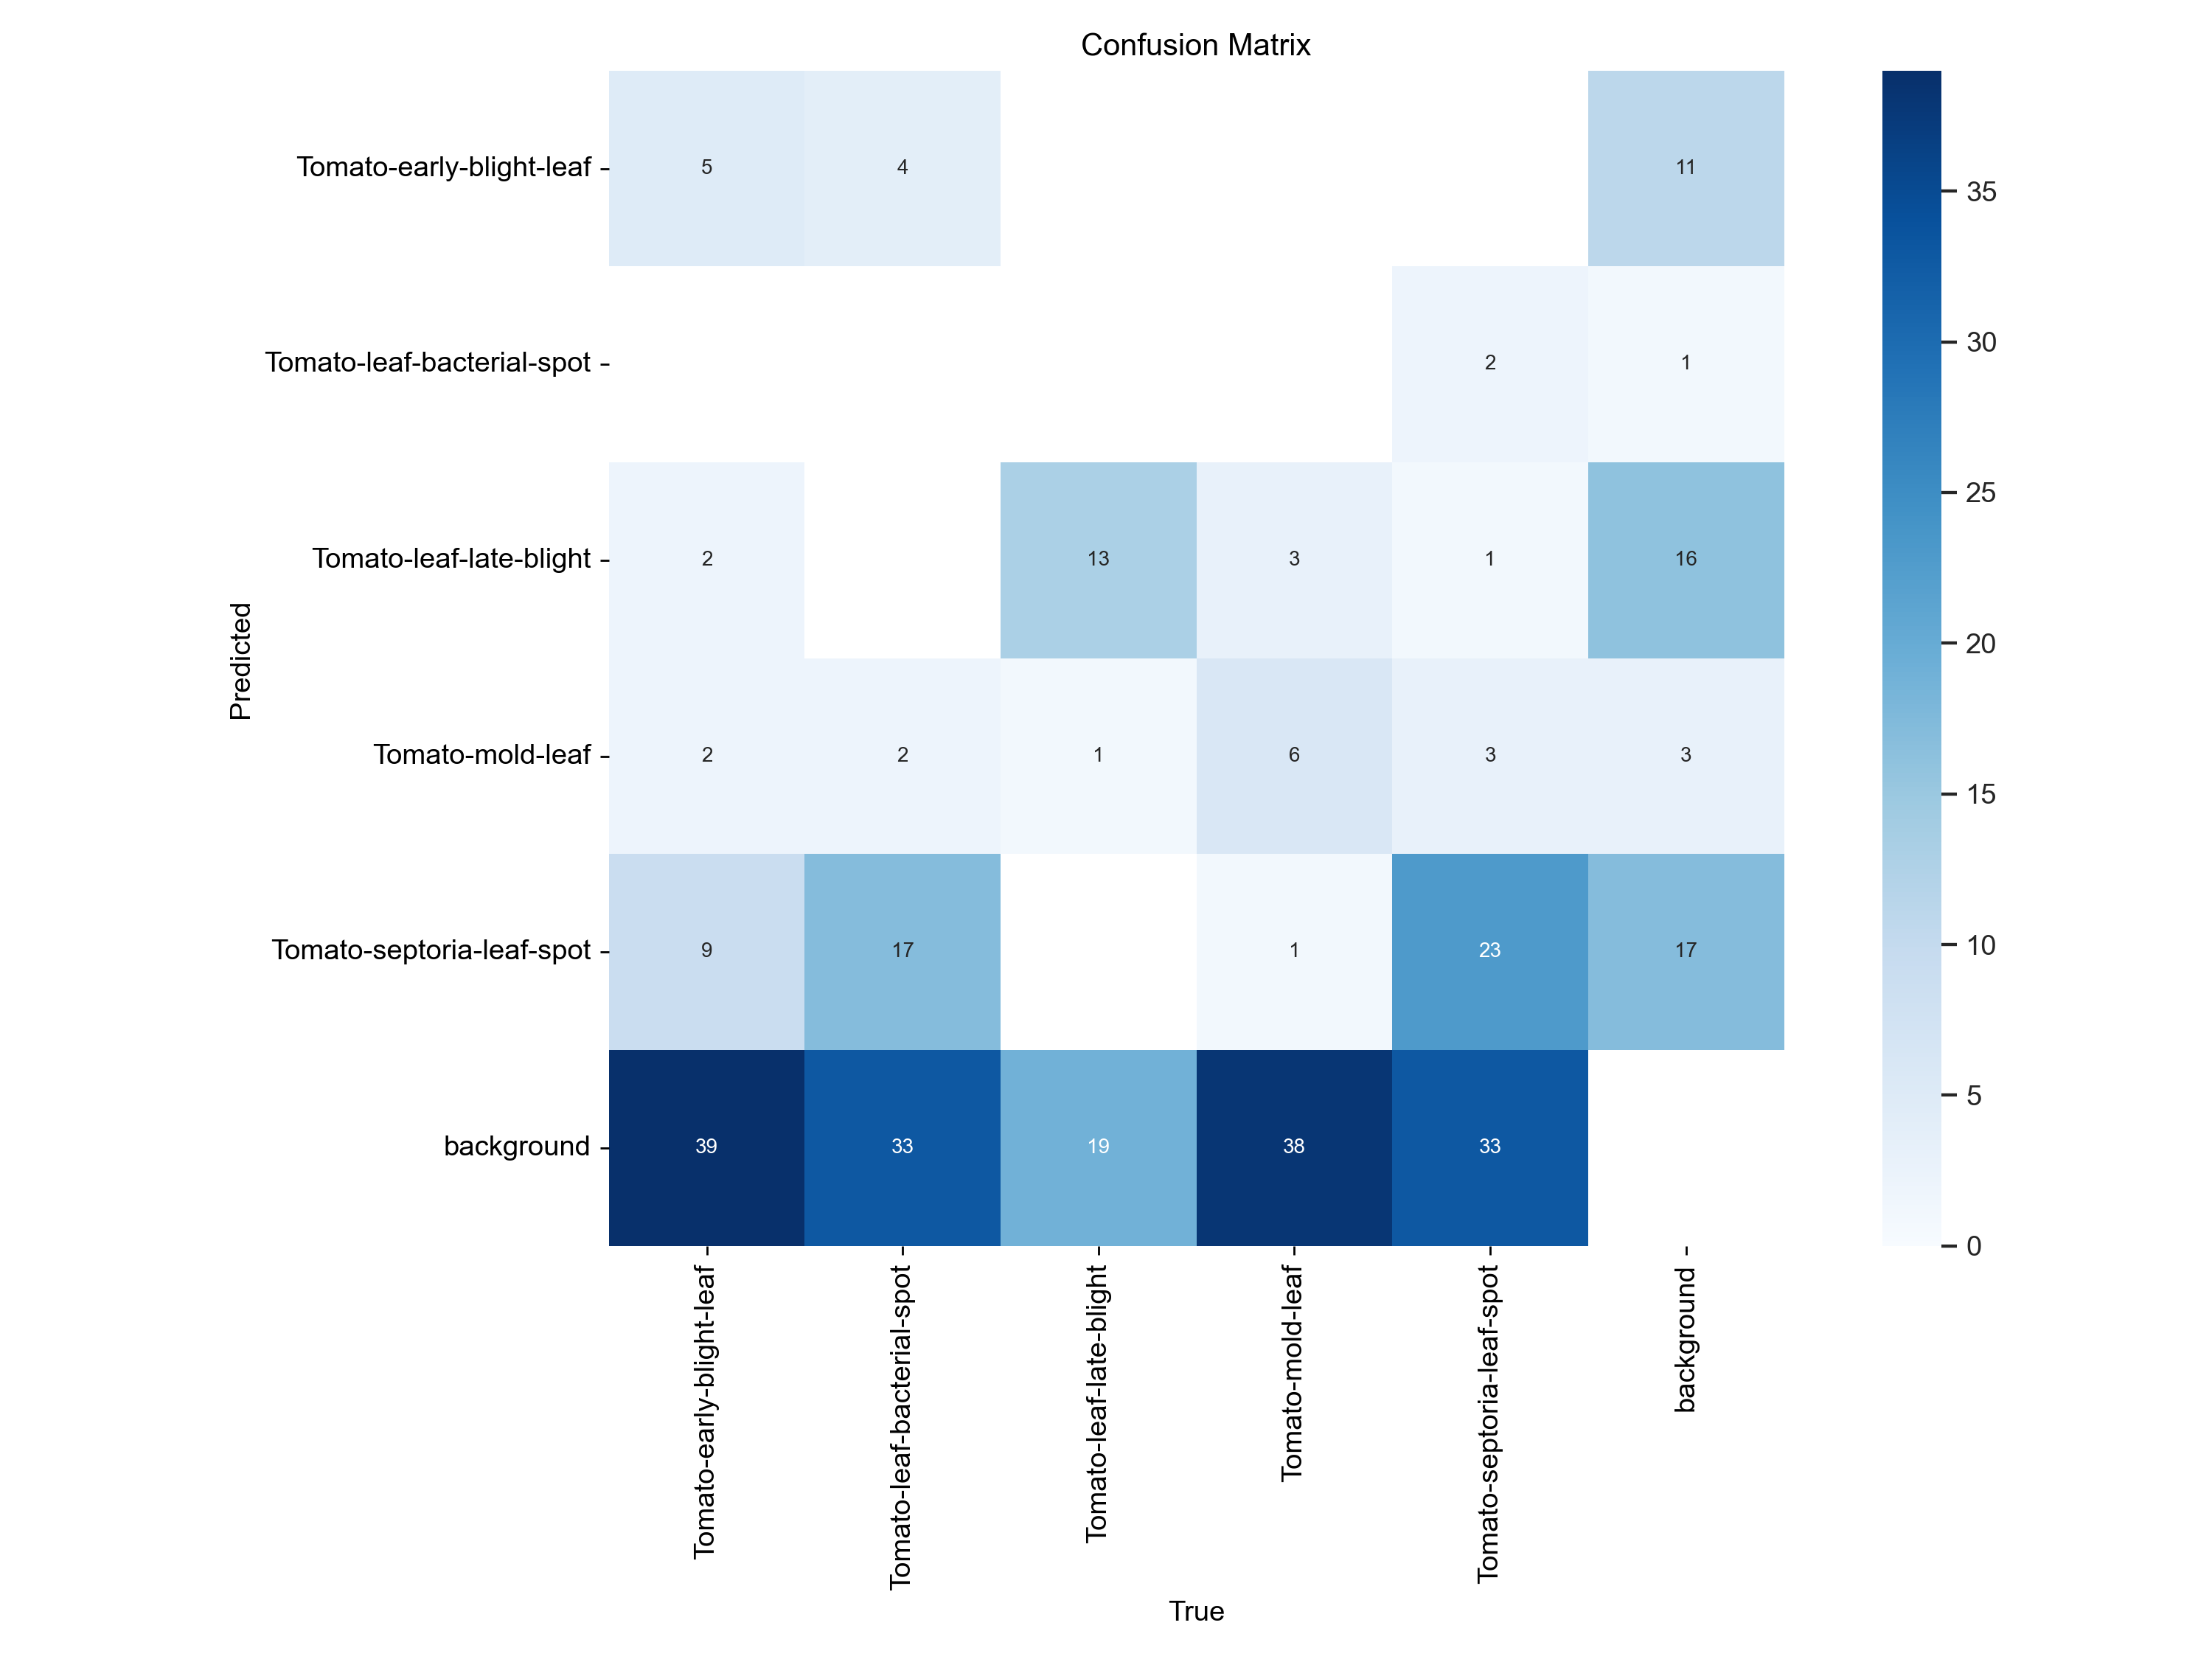 Confusion Matrix
Predicted
Tomato-early-blight-leaf 5 4 11
Tomato-leaf-bacterial-spot 2 1
Tomato-leaf-late-blight 2 13 3 1 16
Tomato-mold-leaf 2 2 1 6 3 3
Tomato-septoria-leaf-spot 9 17 1 23 17
background 39 33 19 38 33
Tomato-early-blight-leaf
Tomato-leaf-bacterial-spot
Tomato-leaf-late-blight
Tomato-mold-leaf
Tomato-septoria-leaf-spot
background
True
35
30
25
20
15
10
5
0